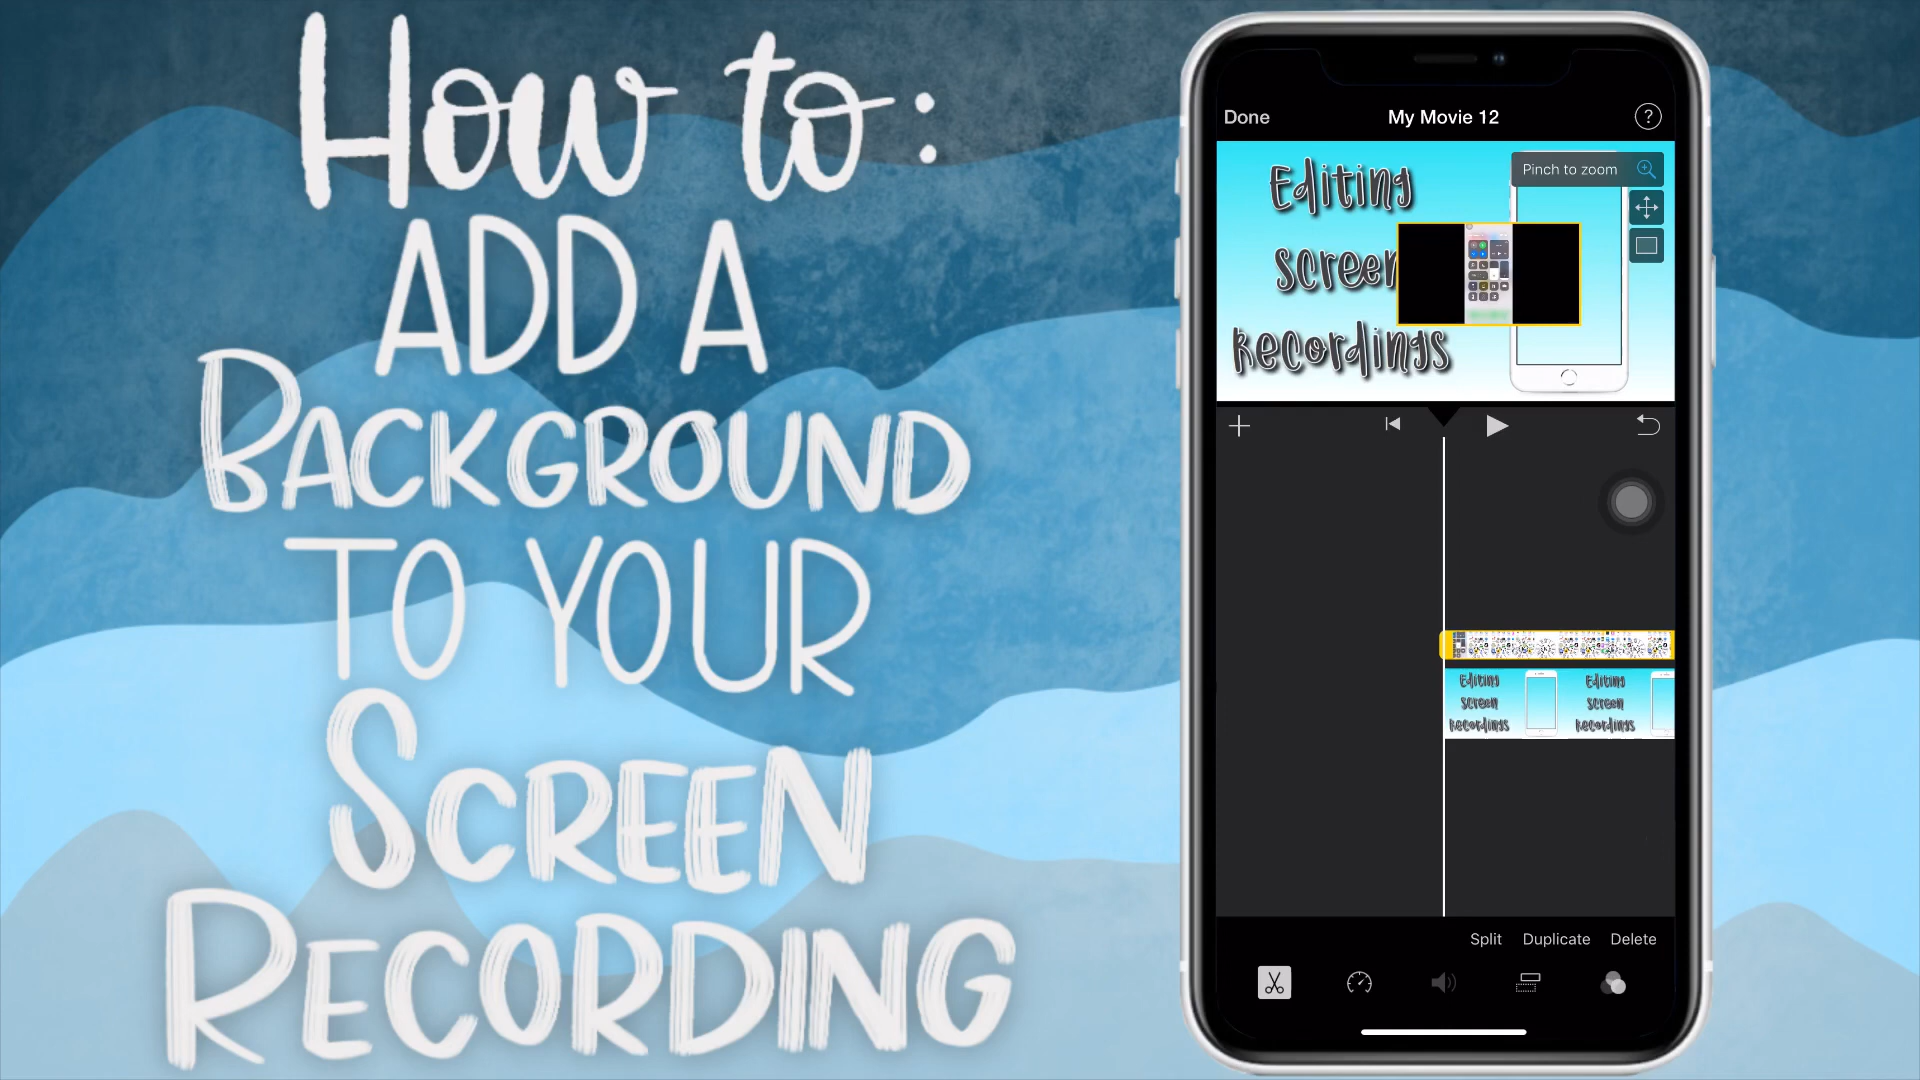 How to:
ADD A
BACKGROUND
TO YOUR
SCREEN
RECORDING
Done
My Movie 12
?
Pinch to zoom
Editing
screen
Recordings
Editing
screen
Recordings
Editing
screen
Recordings
Split
Duplicate
Delete